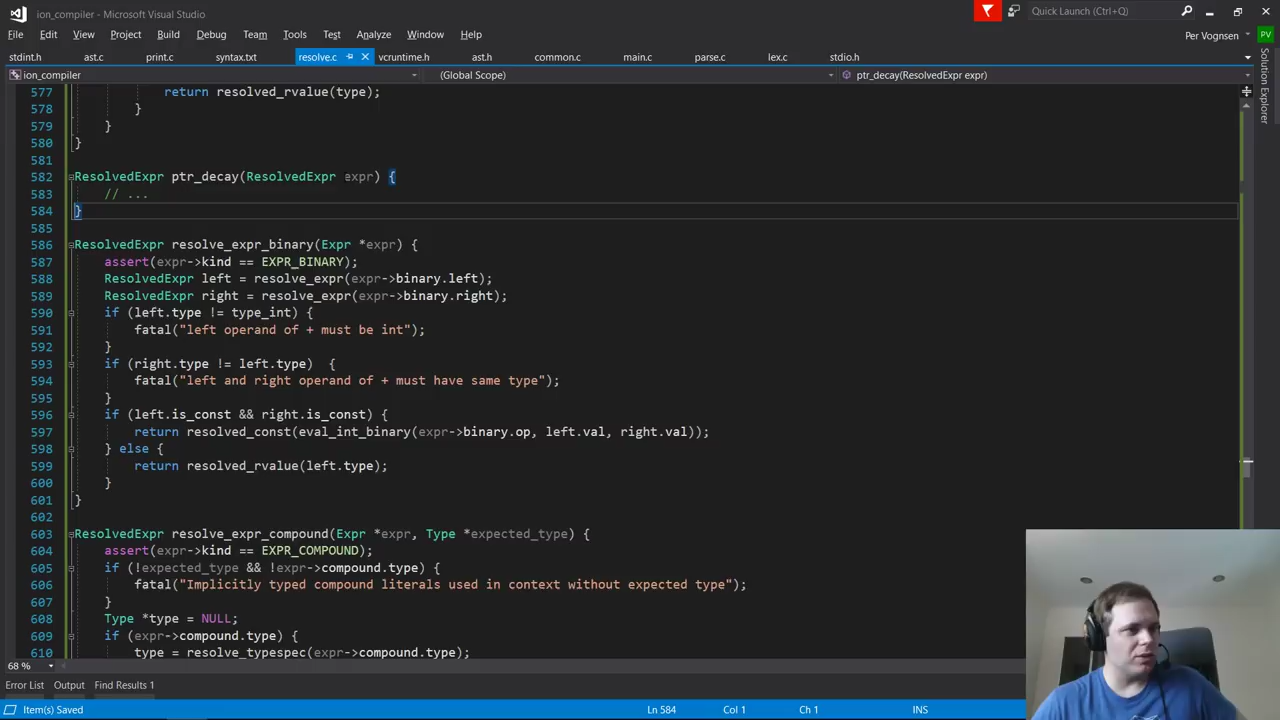 ion_compiler - Microsoft Visual Studio
Quick Launch (Ctrl+Q)
File Edit View Project Build Debug Team Tools Test Analyze Window Help
Per Vognsen
PV
stdint.h ast.c print.c syntax.txt resolve.c vcruntime.h ast.h common.c main.c parse.c lex.c stdio.h
Solution Explorer
ion_compiler (Global Scope) ptr_decay(ResolvedExpr expr)
577 return resolved_rvalue(type);
578 }
579 }
580 }
581
582 ResolvedExpr ptr_decay(ResolvedExpr expr) {
583 // ...
584 }
585
586 ResolvedExpr resolve_expr_binary(Expr *expr) {
587 assert(expr->kind == EXPR_BINARY);
588 ResolvedExpr left = resolve_expr(expr->binary.left);
589 ResolvedExpr right = resolve_expr(expr->binary.right);
590 if (left.type != type_int) {
591 fatal("left operand of + must be int");
592 }
593 if (right.type != left.type)  {
594 fatal("left and right operand of + must have same type");
595 }
596 if (left.is_const && right.is_const) {
597 return resolved_const(eval_int_binary(expr->binary.op, left.val, right.val));
598 } else {
599 return resolved_rvalue(left.type);
600 }
601 }
602
603 ResolvedExpr resolve_expr_compound(Expr *expr, Type *expected_type) {
604 assert(expr->kind == EXPR_COMPOUND);
605 if (!expected_type && !expr->compound.type) {
606 fatal("Implicitly typed compound literals used in context without expected type");
607 }
608 Type *type = NULL;
609 if (expr->compound.type) {
610 type = resolve_typespec(expr->compound.type);
68 %
Error List Output Find Results 1
Item(s) Saved Ln 584 Col 1 Ch 1 INS